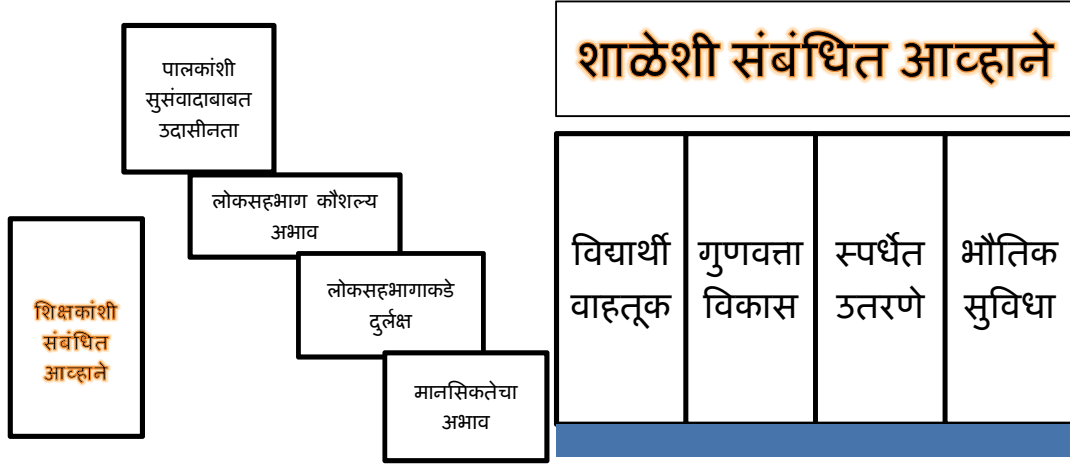 पालकांशी
सुसंवादाबाबत
उदासीनता
लोकसहभाग कौशल्य
अभाव
लोकसहभागाकडे
दुर्लक्ष
मानसिकतेचा
अभाव
शिक्षकांशी
संबंधित
आव्हाने
शाळेशी संबंधित आव्हाने
विद्यार्थी
वाहतूक
गुणवत्ता
विकास
स्पर्धेत
उतरणे
भौतिक
सुविधा